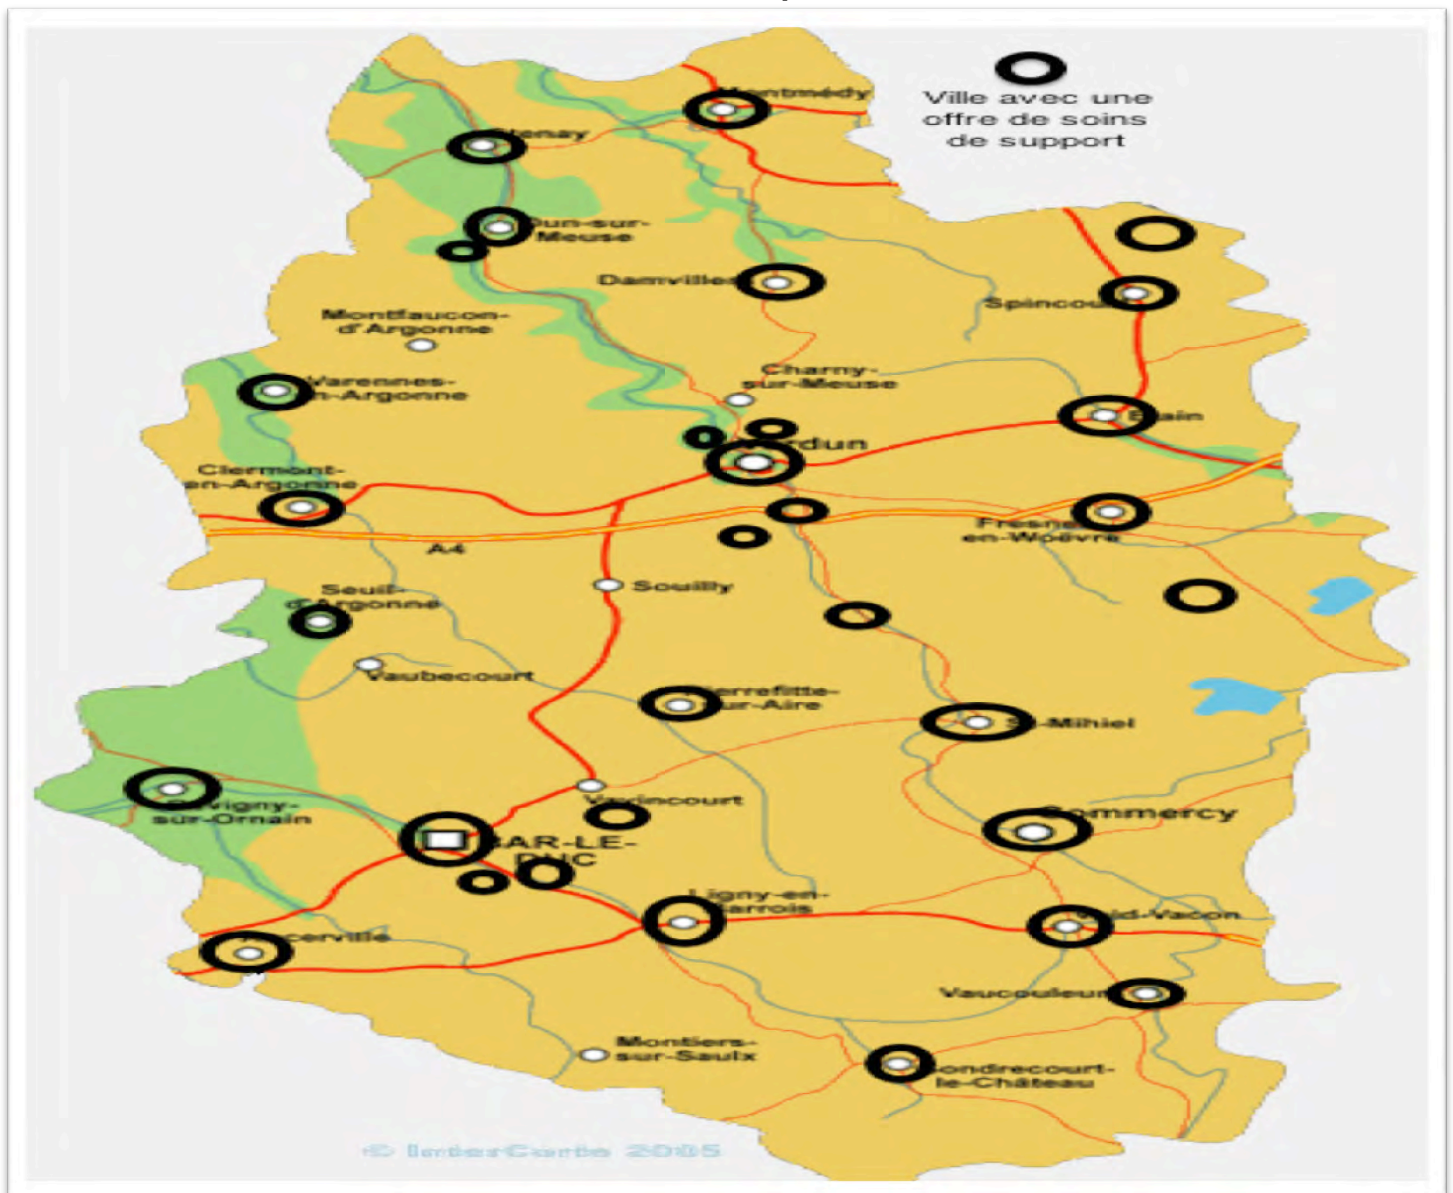 Ville avec une
offre de soins
de support
Montmédy
Stenay
Dun-sur-
Meuse
Damvillers
Spincourt
Montfaucon-
d'Argonne
Varennes-
en-Argonne
Charny-
sur-Meuse
Etain
Verdun
Clermont-
en-Argonne
Fresnes-
en-Woëvre
A4
Souilly
Seuil-
d'Argonne
Vaubecourt
Pierrefitte-
sur-Aire
St-Mihiel
Revigny-
sur-Ornain
Vavincourt
Commercy
BAR-LE-
DUC
Ligny-en-
Barrois
Void-Vacon
Ancerville
Vaucouleurs
Montiers-
sur-Saulx
Gondrecourt-
le-Château
© InterCarte 2005